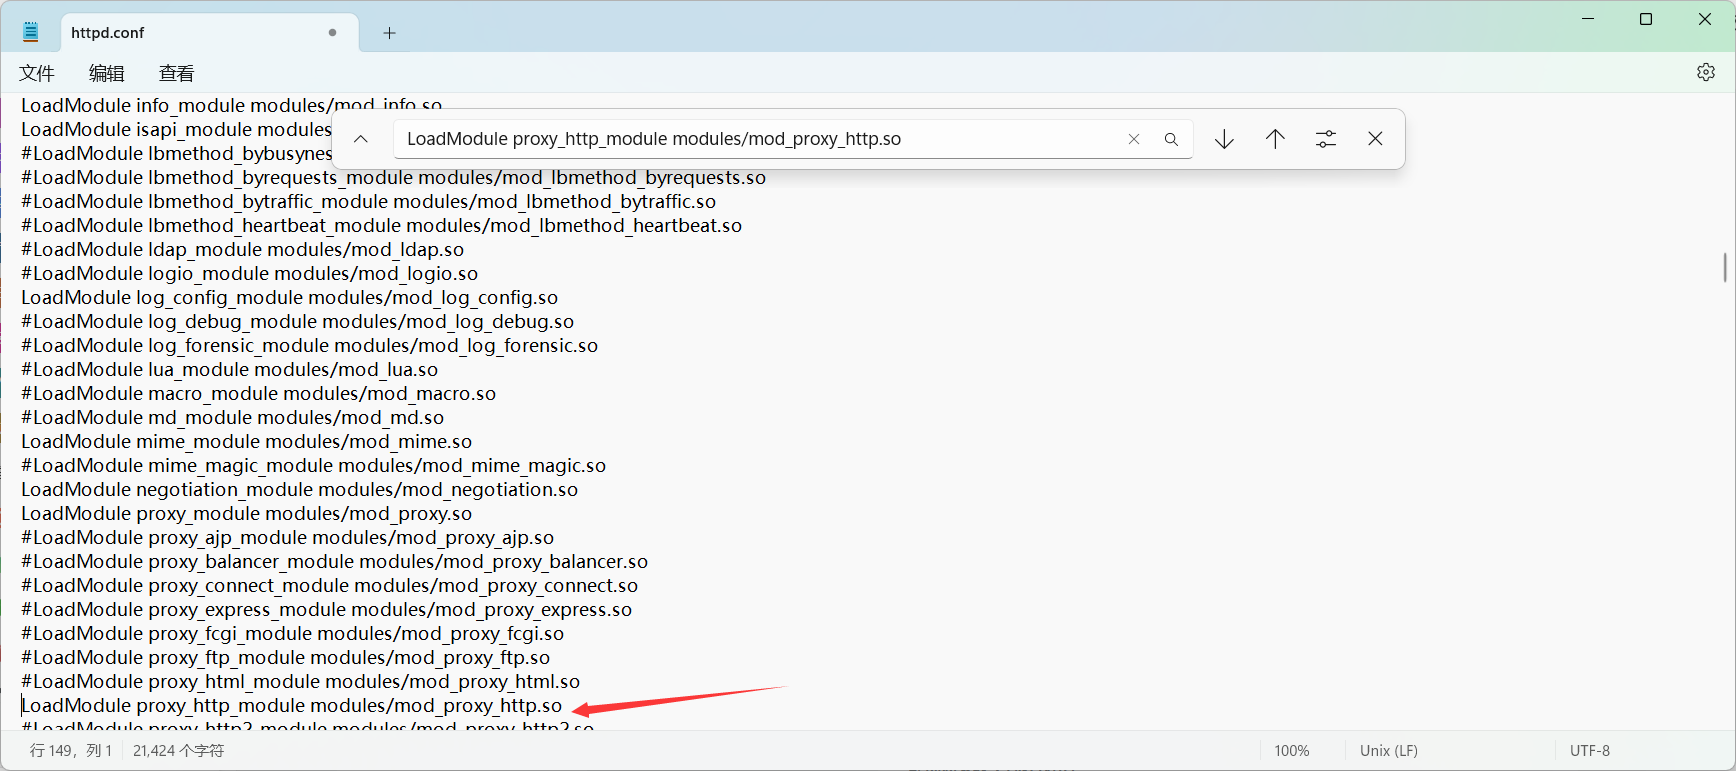 httpd.conf
文件 编辑 查看
LoadModule info_module modules/mod_info.so
LoadModule isapi_module modules
LoadModule proxy_http_module modules/mod_proxy_http.so
#LoadModule lbmethod_bybusynes
#LoadModule lbmethod_byrequests_module modules/mod_lbmethod_byrequests.so
#LoadModule lbmethod_bytraffic_module modules/mod_lbmethod_bytraffic.so
#LoadModule lbmethod_heartbeat_module modules/mod_lbmethod_heartbeat.so
#LoadModule ldap_module modules/mod_ldap.so
#LoadModule logio_module modules/mod_logio.so
LoadModule log_config_module modules/mod_log_config.so
#LoadModule log_debug_module modules/mod_log_debug.so
#LoadModule log_forensic_module modules/mod_log_forensic.so
#LoadModule lua_module modules/mod_lua.so
#LoadModule macro_module modules/mod_macro.so
#LoadModule md_module modules/mod_md.so
LoadModule mime_module modules/mod_mime.so
#LoadModule mime_magic_module modules/mod_mime_magic.so
LoadModule negotiation_module modules/mod_negotiation.so
LoadModule proxy_module modules/mod_proxy.so
#LoadModule proxy_ajp_module modules/mod_proxy_ajp.so
#LoadModule proxy_balancer_module modules/mod_proxy_balancer.so
#LoadModule proxy_connect_module modules/mod_proxy_connect.so
#LoadModule proxy_express_module modules/mod_proxy_express.so
#LoadModule proxy_fcgi_module modules/mod_proxy_fcgi.so
#LoadModule proxy_ftp_module modules/mod_proxy_ftp.so
#LoadModule proxy_html_module modules/mod_proxy_html.so
LoadModule proxy_http_module modules/mod_proxy_http.so
#LoadModule proxy_http2_module modules/mod_proxy_http2.so
行 149，列 1 21,424 个字符 100% Unix (LF) UTF-8